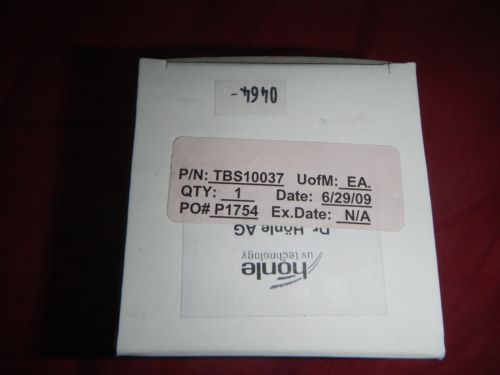 0464-
P/N: TBS10037 UofM: EA.
QTY: 1 Date: 6/29/09
PO# P1754 Ex.Date: N/A
Dr. Hönle AG
uv technology
hönle